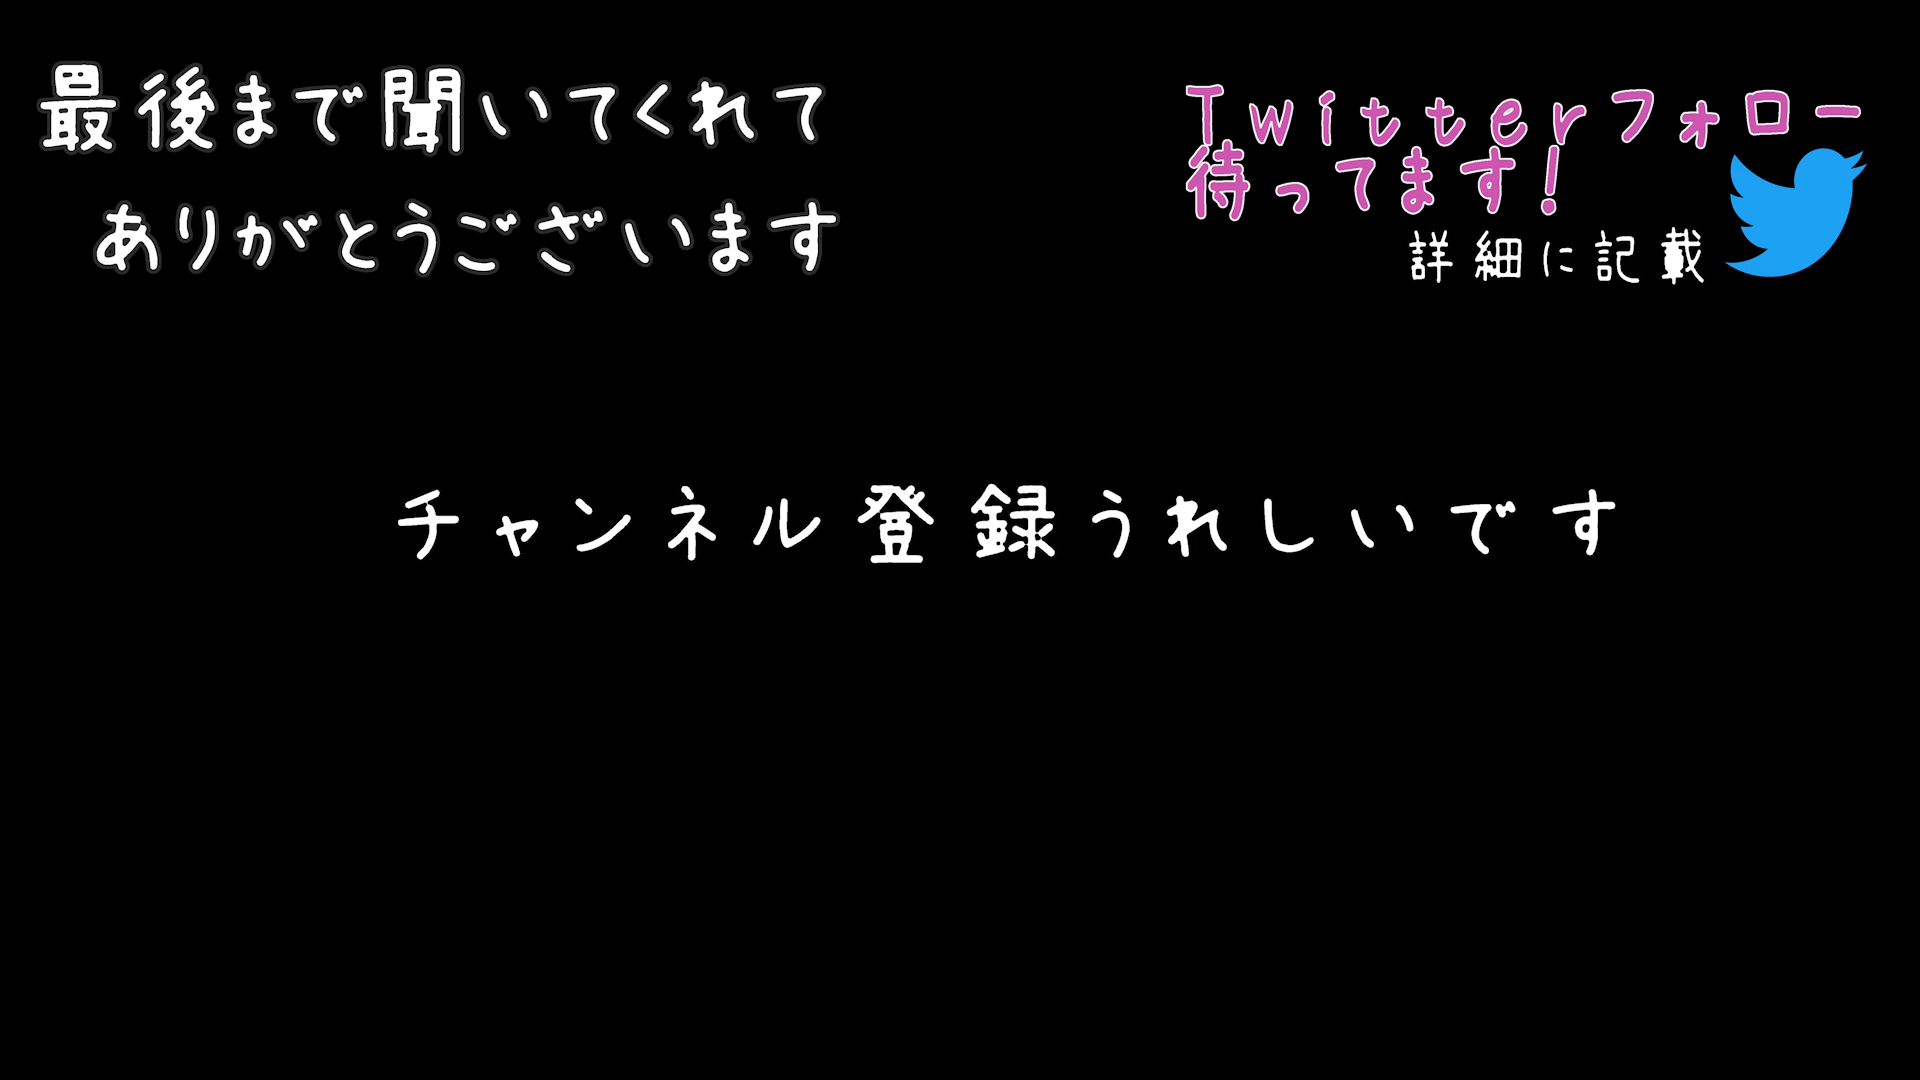 最後まで聞いてくれて
ありがとうございます
Twitterフォロー
待ってます!
詳細に記載
チャンネル登録うれしいです